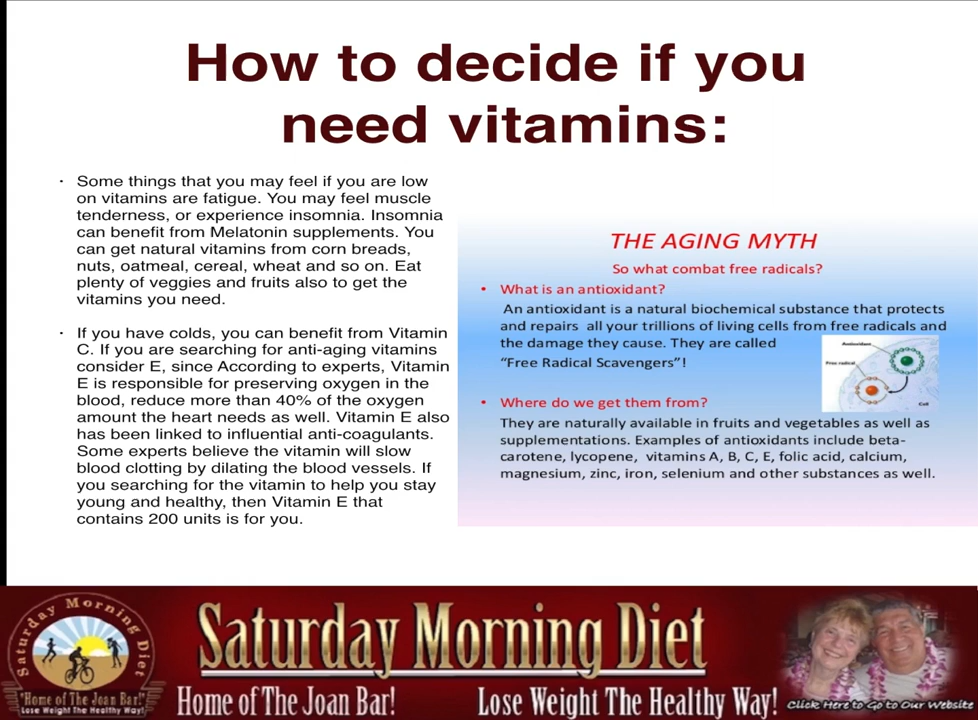 How to decide if you
need vitamins:
· Some things that you may feel if you are low
on vitamins are fatigue. You may feel muscle
tenderness, or experience insomnia. Insomnia
can benefit from Melatonin supplements. You
can get natural vitamins from corn breads,
nuts, oatmeal, cereal, wheat and so on. Eat
plenty of veggies and fruits also to get the
vitamins you need.
· If you have colds, you can benefit from Vitamin
C. If you are searching for anti-aging vitamins
consider E, since According to experts, Vitamin
E is responsible for preserving oxygen in the
blood, reduce more than 40% of the oxygen
amount the heart needs as well. Vitamin E also
has been linked to influential anti-coagulants.
Some experts believe the vitamin will slow
blood clotting by dilating the blood vessels. If
you searching for the vitamin to help you stay
young and healthy, then Vitamin E that
contains 200 units is for you.
THE AGING MYTH
So what combat free radicals?
• What is an antioxidant?
An antioxidant is a natural biochemical substance that protects
and repairs all your trillions of living cells from free radicals and
the damage they cause. They are called
“Free Radical Scavengers”!
Antioxidant
Free radical
Cell
• Where do we get them from?
They are naturally available in fruits and vegetables as well as
supplementations. Examples of antioxidants include beta-
carotene, lycopene, vitamins A, B, C, E, folic acid, calcium,
magnesium, zinc, iron, selenium and other substances as well.
Saturday Morning Diet
"Home of The Joan Bar!"
Lose Weight The Healthy Way!
Saturday Morning Diet
Home of The Joan Bar! Lose Weight The Healthy Way!
Click Here to Go to Our Website